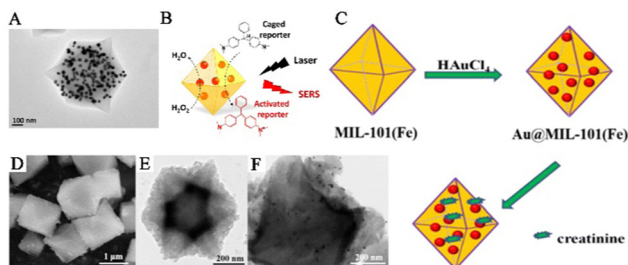 A
100 nm
B
Caged
reporter
H₂O
H₂O₂
Laser
SERS
Activated
reporter
C
HAuCl₄
MIL-101(Fe)
Au@MIL-101(Fe)
creatinine
D
1 μm
E
200 nm
F
200 nm